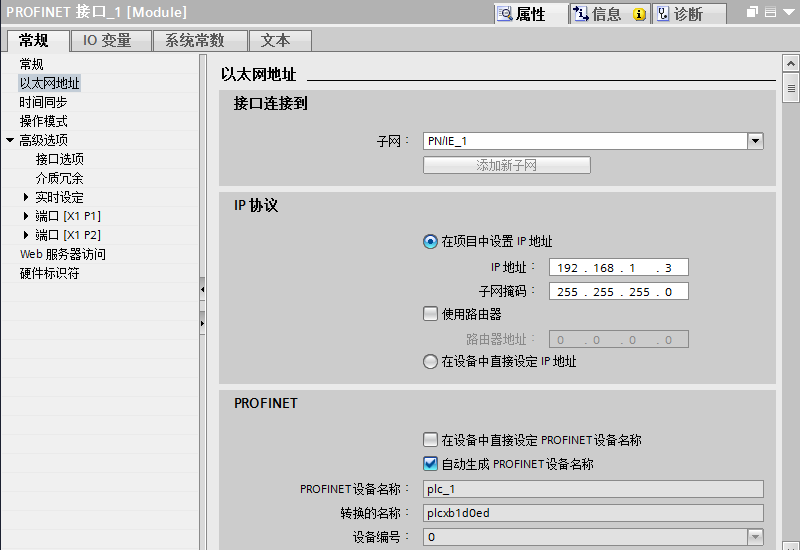 PROFINET 接口_1 [Module]
属性
信息
诊断
常规
IO 变量
系统常数
文本
常规
以太网地址
时间同步
操作模式
高级选项
接口选项
介质冗余
实时设定
端口 [X1 P1]
端口 [X1 P2]
Web 服务器访问
硬件标识符
以太网地址
接口连接到
子网：
PN/IE_1
添加新子网
IP 协议
在项目中设置 IP 地址
IP 地址： 192 . 168 . 1 . 3
子网掩码： 255 . 255 . 255 . 0
使用路由器
路由器地址： 0 . 0 . 0 . 0
在设备中直接设定 IP 地址
PROFINET
在设备中直接设定 PROFINET 设备名称
自动生成 PROFINET 设备名称
PROFINET 设备名称： plc_1
转换的名称： plcxb1d0ed
设备编号： 0